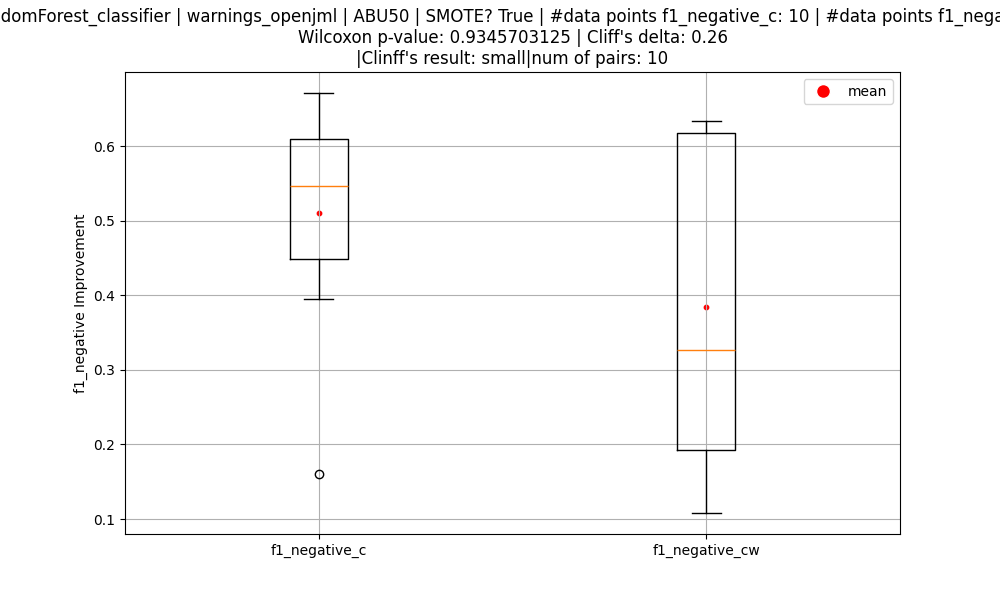 domForest_classifier | warnings_openjml | ABU50 | SMOTE? True | #data points f1_negative_c: 10 | #data points f1_nega
Wilcoxon p-value: 0.9345703125 | Cliff's delta: 0.26
|Clinff's result: small|num of pairs: 10
mean
f1_negative Improvement
0.6
0.5
0.4
0.3
0.2
0.1
f1_negative_c
f1_negative_cw